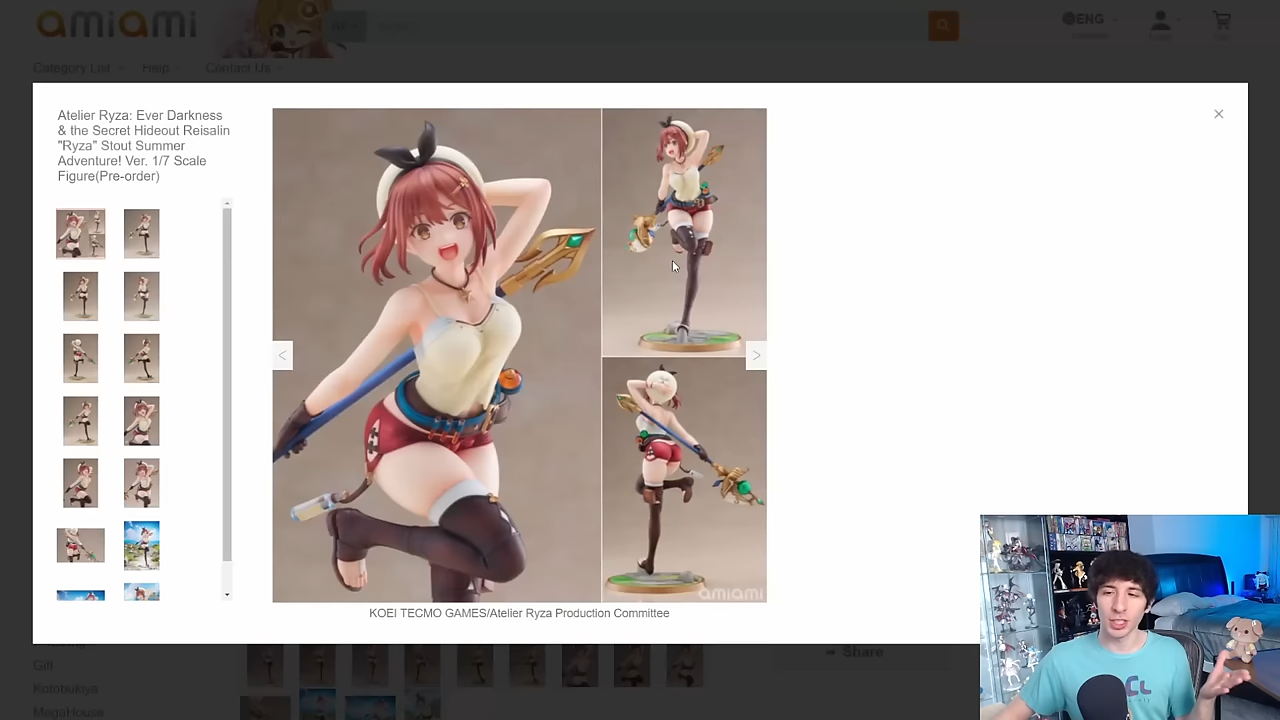 amiami
ENG
Category List
Help
Contact Us
Atelier Ryza: Ever Darkness
& the Secret Hideout Reisalin
"Ryza" Stout Summer
Adventure! Ver. 1/7 Scale
Figure(Pre-order)
amiami
KOEI TECMO GAMES/Atelier Ryza Production Committee
Share
Gift
Kotobukiya
MegaHouse